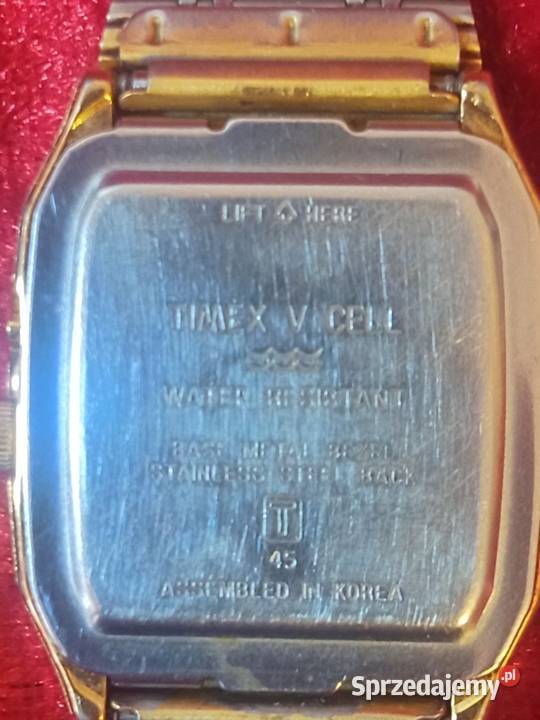 LIFT HERE
TIMEX V CELL
WATER RESISTANT
BASE METAL BEZEL
STAINLESS STEEL BACK
T
45
ASSEMBLED IN KOREA
Sprzedajemy.pl